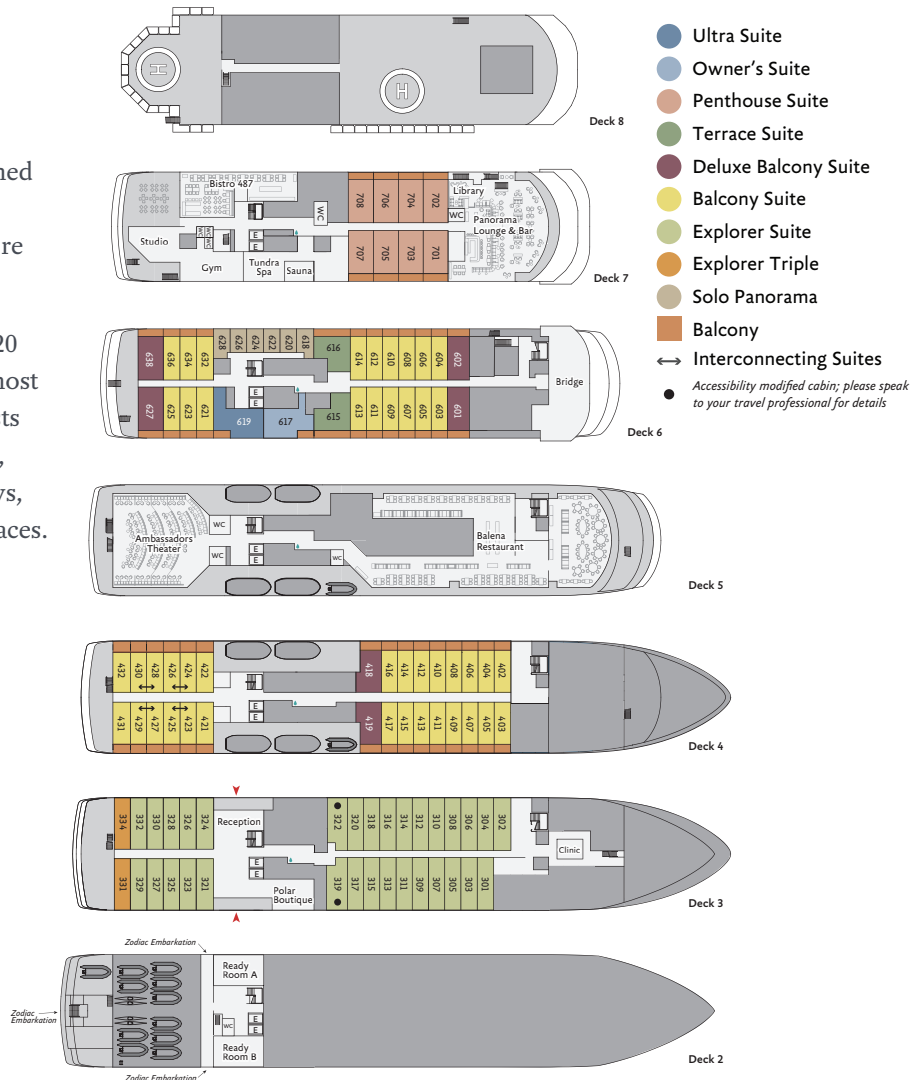 ned
re
20
nost
ts
,
ys,
aces.
Ultra Suite
Owner's Suite
Penthouse Suite
Terrace Suite
Deluxe Balcony Suite
Balcony Suite
Explorer Suite
Explorer Triple
Solo Panorama
Balcony
Interconnecting Suites
Accessibility modified cabin; please speak
to your travel professional for details
H
H
Deck 8
Bistro 487
WC
WC
WC
WC
E
E
Studio
Gym
Tundra
Spa
Sauna
708
706
704
702
707
705
703
701
Library
WC
Panorama
Lounge & Bar
Deck 7
638
636
634
632
628
626
624
622
620
618
616
614
612
610
608
606
604
602
E
E
627
625
623
621
619
617
615
613
611
609
607
605
603
601
Bridge
Deck 6
Ambassadors
Theater
WC
WC
E
E
WC
Balena
Restaurant
Deck 5
432
430
428
426
424
422
418
416
414
412
410
408
406
404
402
E
E
431
429
427
425
423
421
419
417
415
413
411
409
407
405
403
Deck 4
334
332
330
328
326
324
Reception
322
320
318
316
314
312
310
308
306
304
302
E
E
Clinic
331
329
327
325
323
321
Polar
Boutique
319
317
315
313
311
309
307
305
303
301
Deck 3
Zodiac Embarkation
Ready
Room A
Zodiac
Embarkation
WC
E
E
Ready
Room B
Deck 2
Zodiac Embarkation